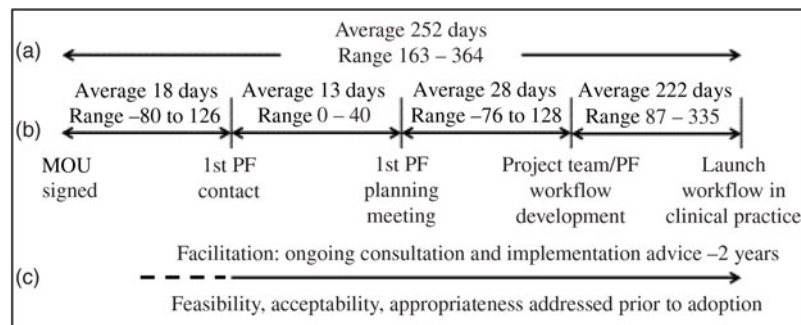 (a)
Average 252 days
Range 163 – 364
(b)
Average 18 days
Range –80 to 126
Average 13 days
Range 0 – 40
Average 28 days
Range –76 to 128
Average 222 days
Range 87 – 335
MOU
signed
1st PF
contact
1st PF
planning
meeting
Project team/PF
workflow
development
Launch
workflow in
clinical practice
(c)
Facilitation: ongoing consultation and implementation advice –2 years
Feasibility, acceptability, appropriateness addressed prior to adoption